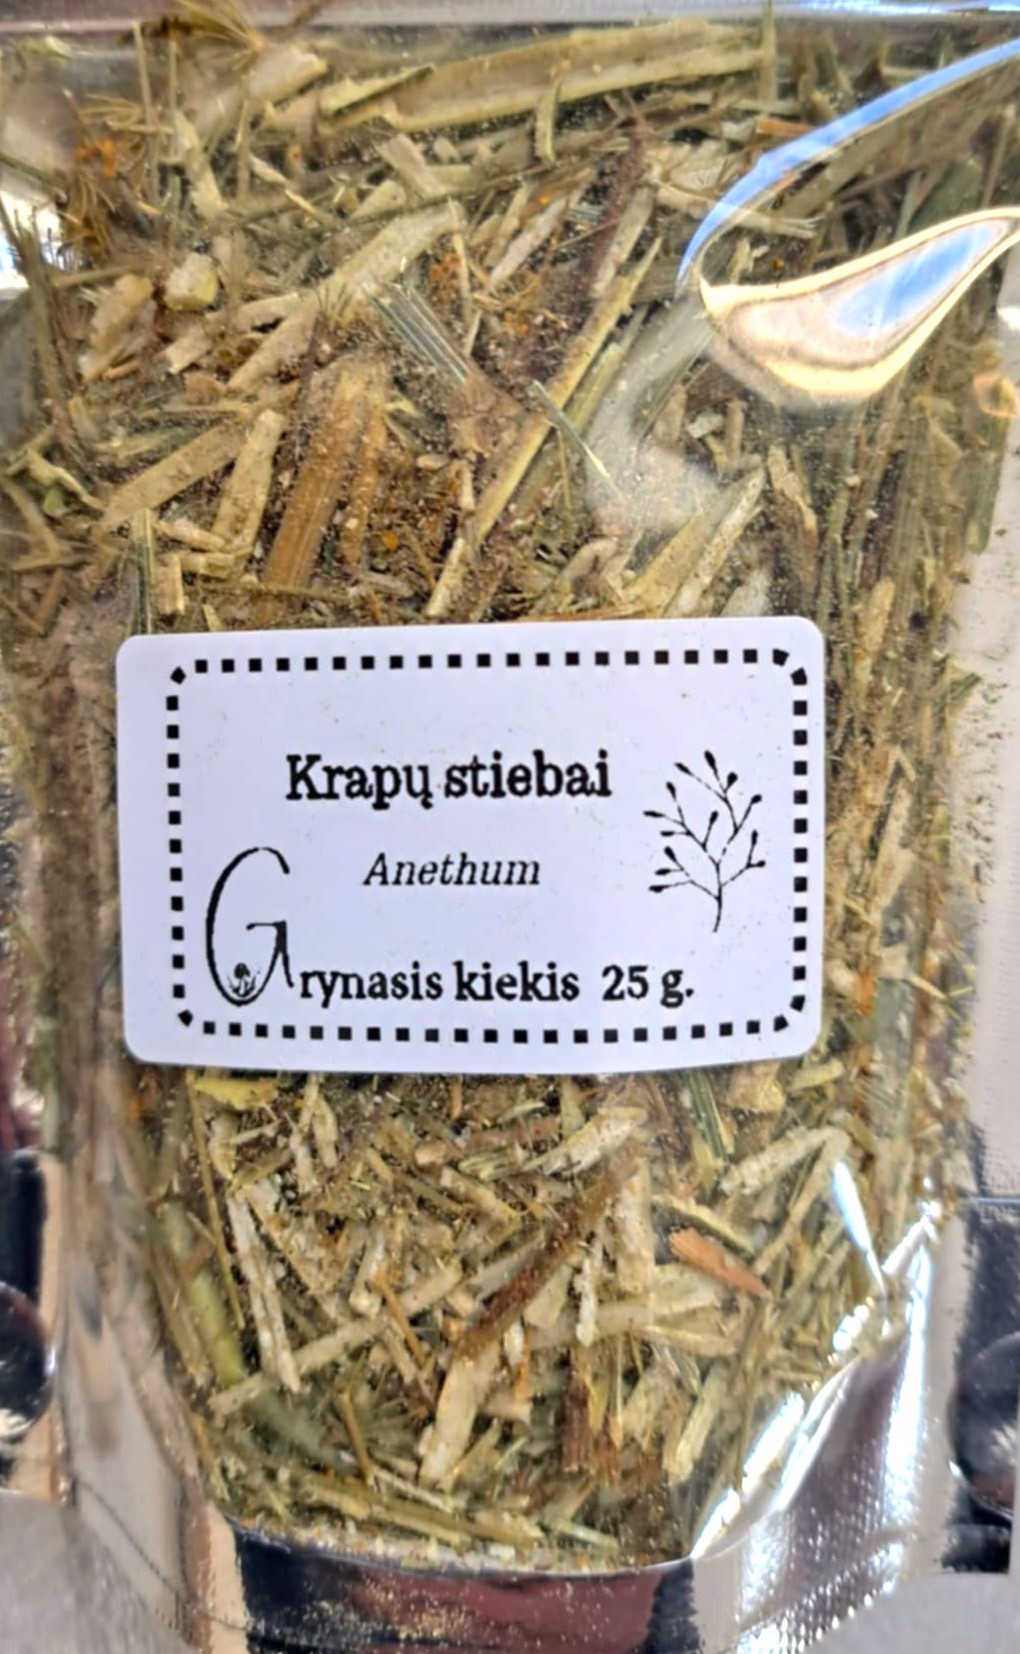 Krapų stiebai
Anethum
Grynasis kiekis 25 g.